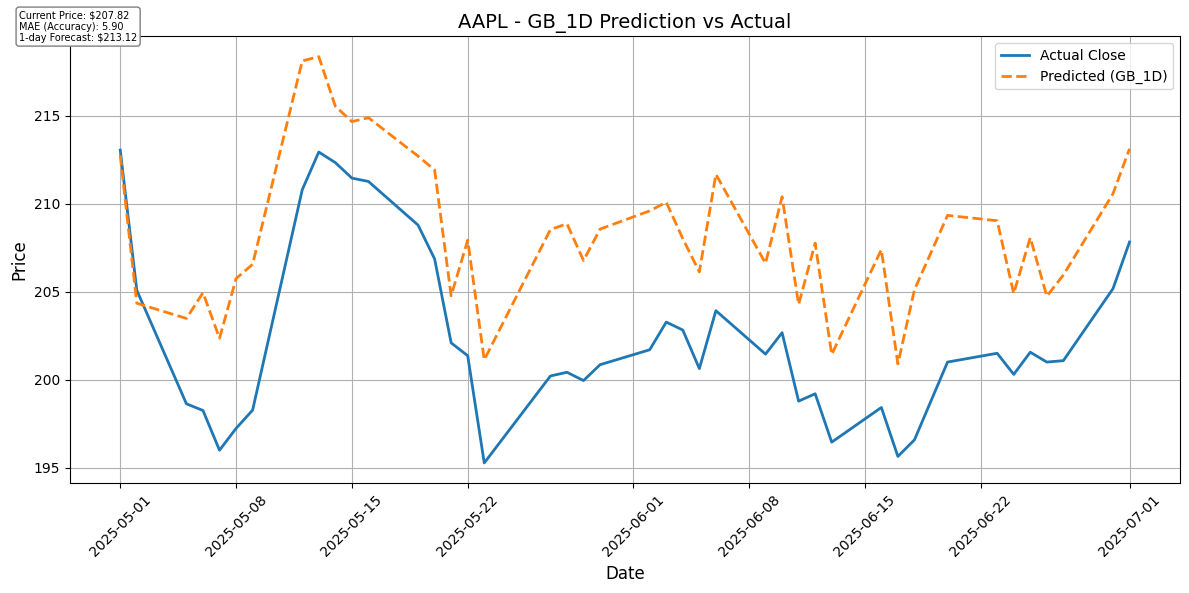 Current Price: $207.82
MAE (Accuracy): 5.90
1-day Forecast: $213.12
AAPL - GB_1D Prediction vs Actual
Actual Close
Predicted (GB_1D)
Price
215
210
205
200
195
2025-05-01
2025-05-08
2025-05-15
2025-05-22
2025-06-01
2025-06-08
2025-06-15
2025-06-22
2025-07-01
Date